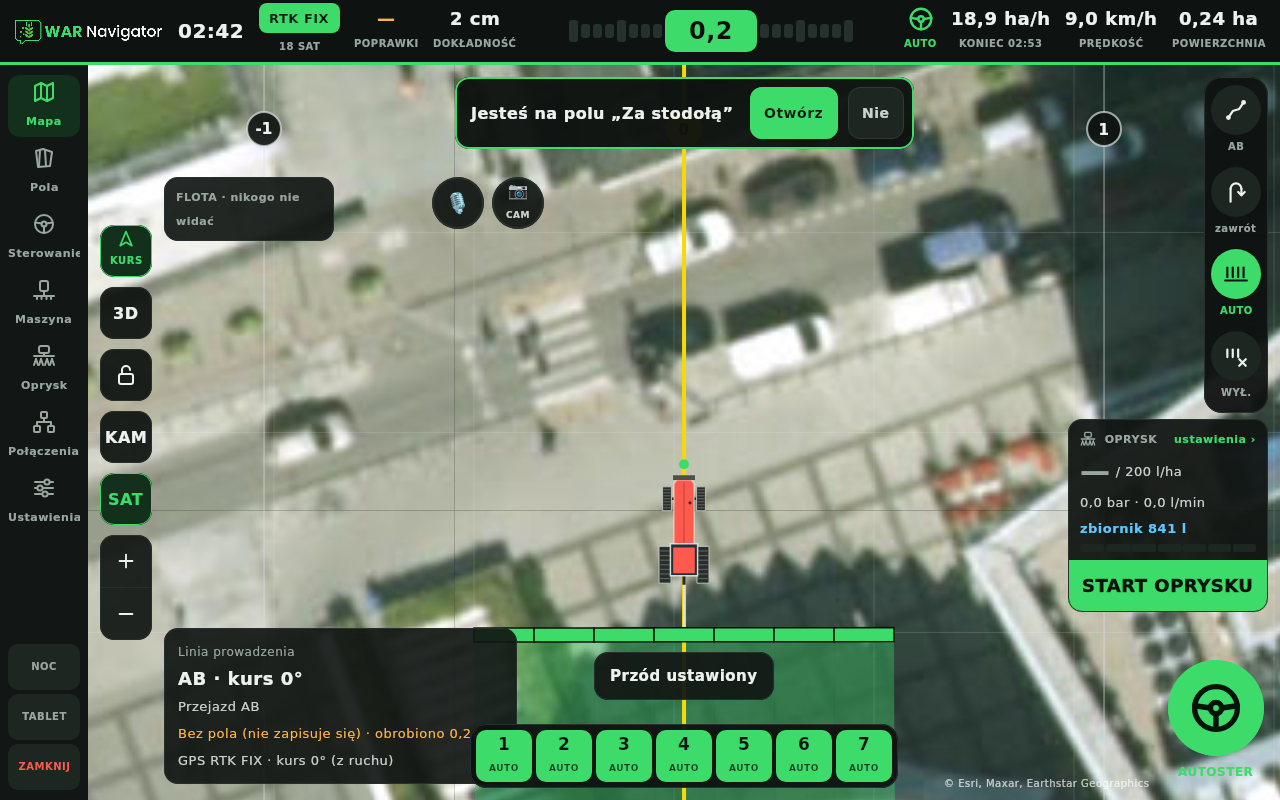 WAR Navigator
02:42
RTK FIX
18 SAT
—
POPRAWKI
2 cm
DOKŁADNOŚĆ
0,2
AUTO
18,9 ha/h
KONIEC 02:53
9,0 km/h
PRĘDKOŚĆ
0,24 ha
POWIERZCHNIA
Mapa
Pola
Sterowanie
Maszyna
Oprysk
Połączenia
Ustawienia
NOC
TABLET
ZAMKNIJ
-1
Jesteś na polu „Za stodołą”
Otwórz
Nie
1
FLOTA · nikogo nie
widać
CAM
KURS
3D
KAM
SAT
+
−
AB
zawrót
AUTO
WYŁ.
OPRYSK
ustawienia ›
— / 200 l/ha
0,0 bar · 0,0 l/min
zbiornik 841 l
START OPRYSKU
Linia prowadzenia
AB · kurs 0°
Przejazd AB
Bez pola (nie zapisuje się) · obrobiono 0,2
GPS RTK FIX · kurs 0° (z ruchu)
Przód ustawiony
1 2 3 4 5 6 7
AUTO AUTO AUTO AUTO AUTO AUTO AUTO
AUTOSTER
© Esri, Maxar, Earthstar Geographics